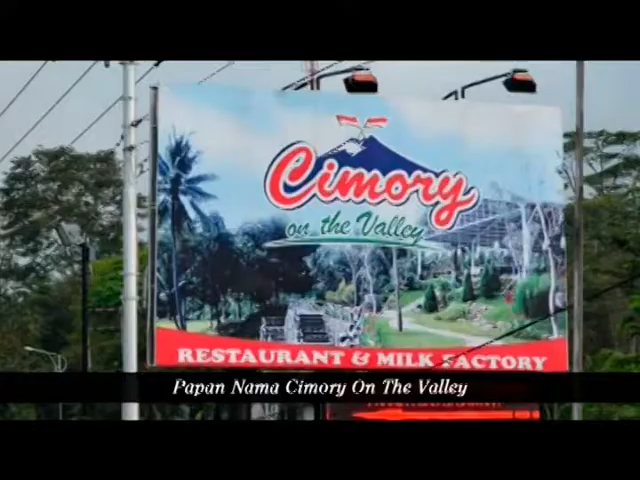 Cimory
on the Valley
RESTAURANT & MILK FACTORY
Papan Nama Cimory On The Valley